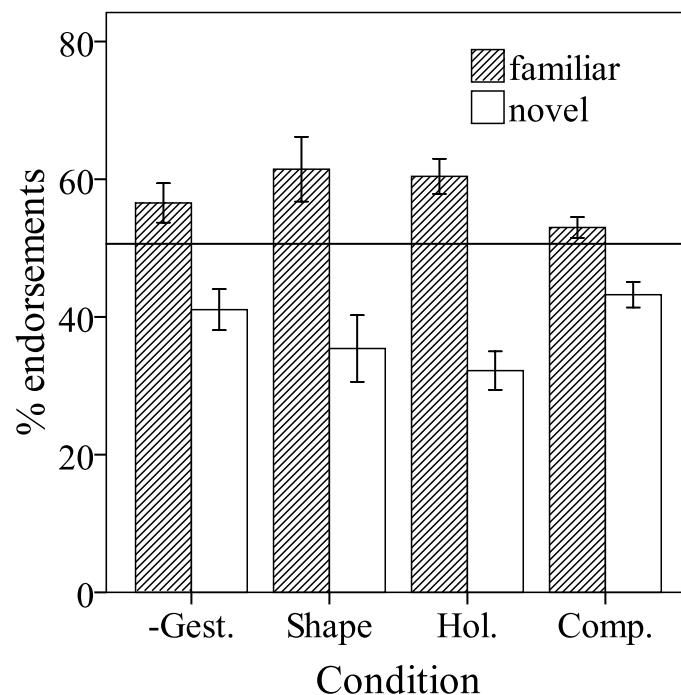 80
60
40
20
0
% endorsements
familiar
novel
-Gest. Shape Hol. Comp.
Condition